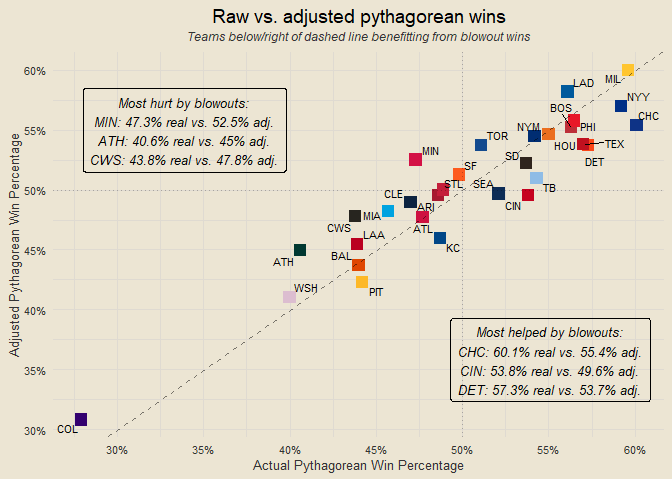 Raw vs. adjusted pythagorean wins
Teams below/right of dashed line benefitting from blowout wins
Adjusted Pythagorean Win Percentage
60%
55%
50%
45%
40%
35%
30%
Most hurt by blowouts:
MIN: 47.3% real vs. 52.5% adj.
ATH: 40.6% real vs. 45% adj.
CWS: 43.8% real vs. 47.8% adj.
MIL
LAD
NYY
BOS
CHC
NYM
PHI
TOR
HOU
TEX
MIN
SD
DET
SF
STL
SEA
TB
CLE
ARI
CIN
MIA
CWS
ATL
LAA
KC
BAL
ATH
WSH
PIT
COL
Most helped by blowouts:
CHC: 60.1% real vs. 55.4% adj.
CIN: 53.8% real vs. 49.6% adj.
DET: 57.3% real vs. 53.7% adj.
30%
35%
40%
45%
50%
55%
60%
Actual Pythagorean Win Percentage